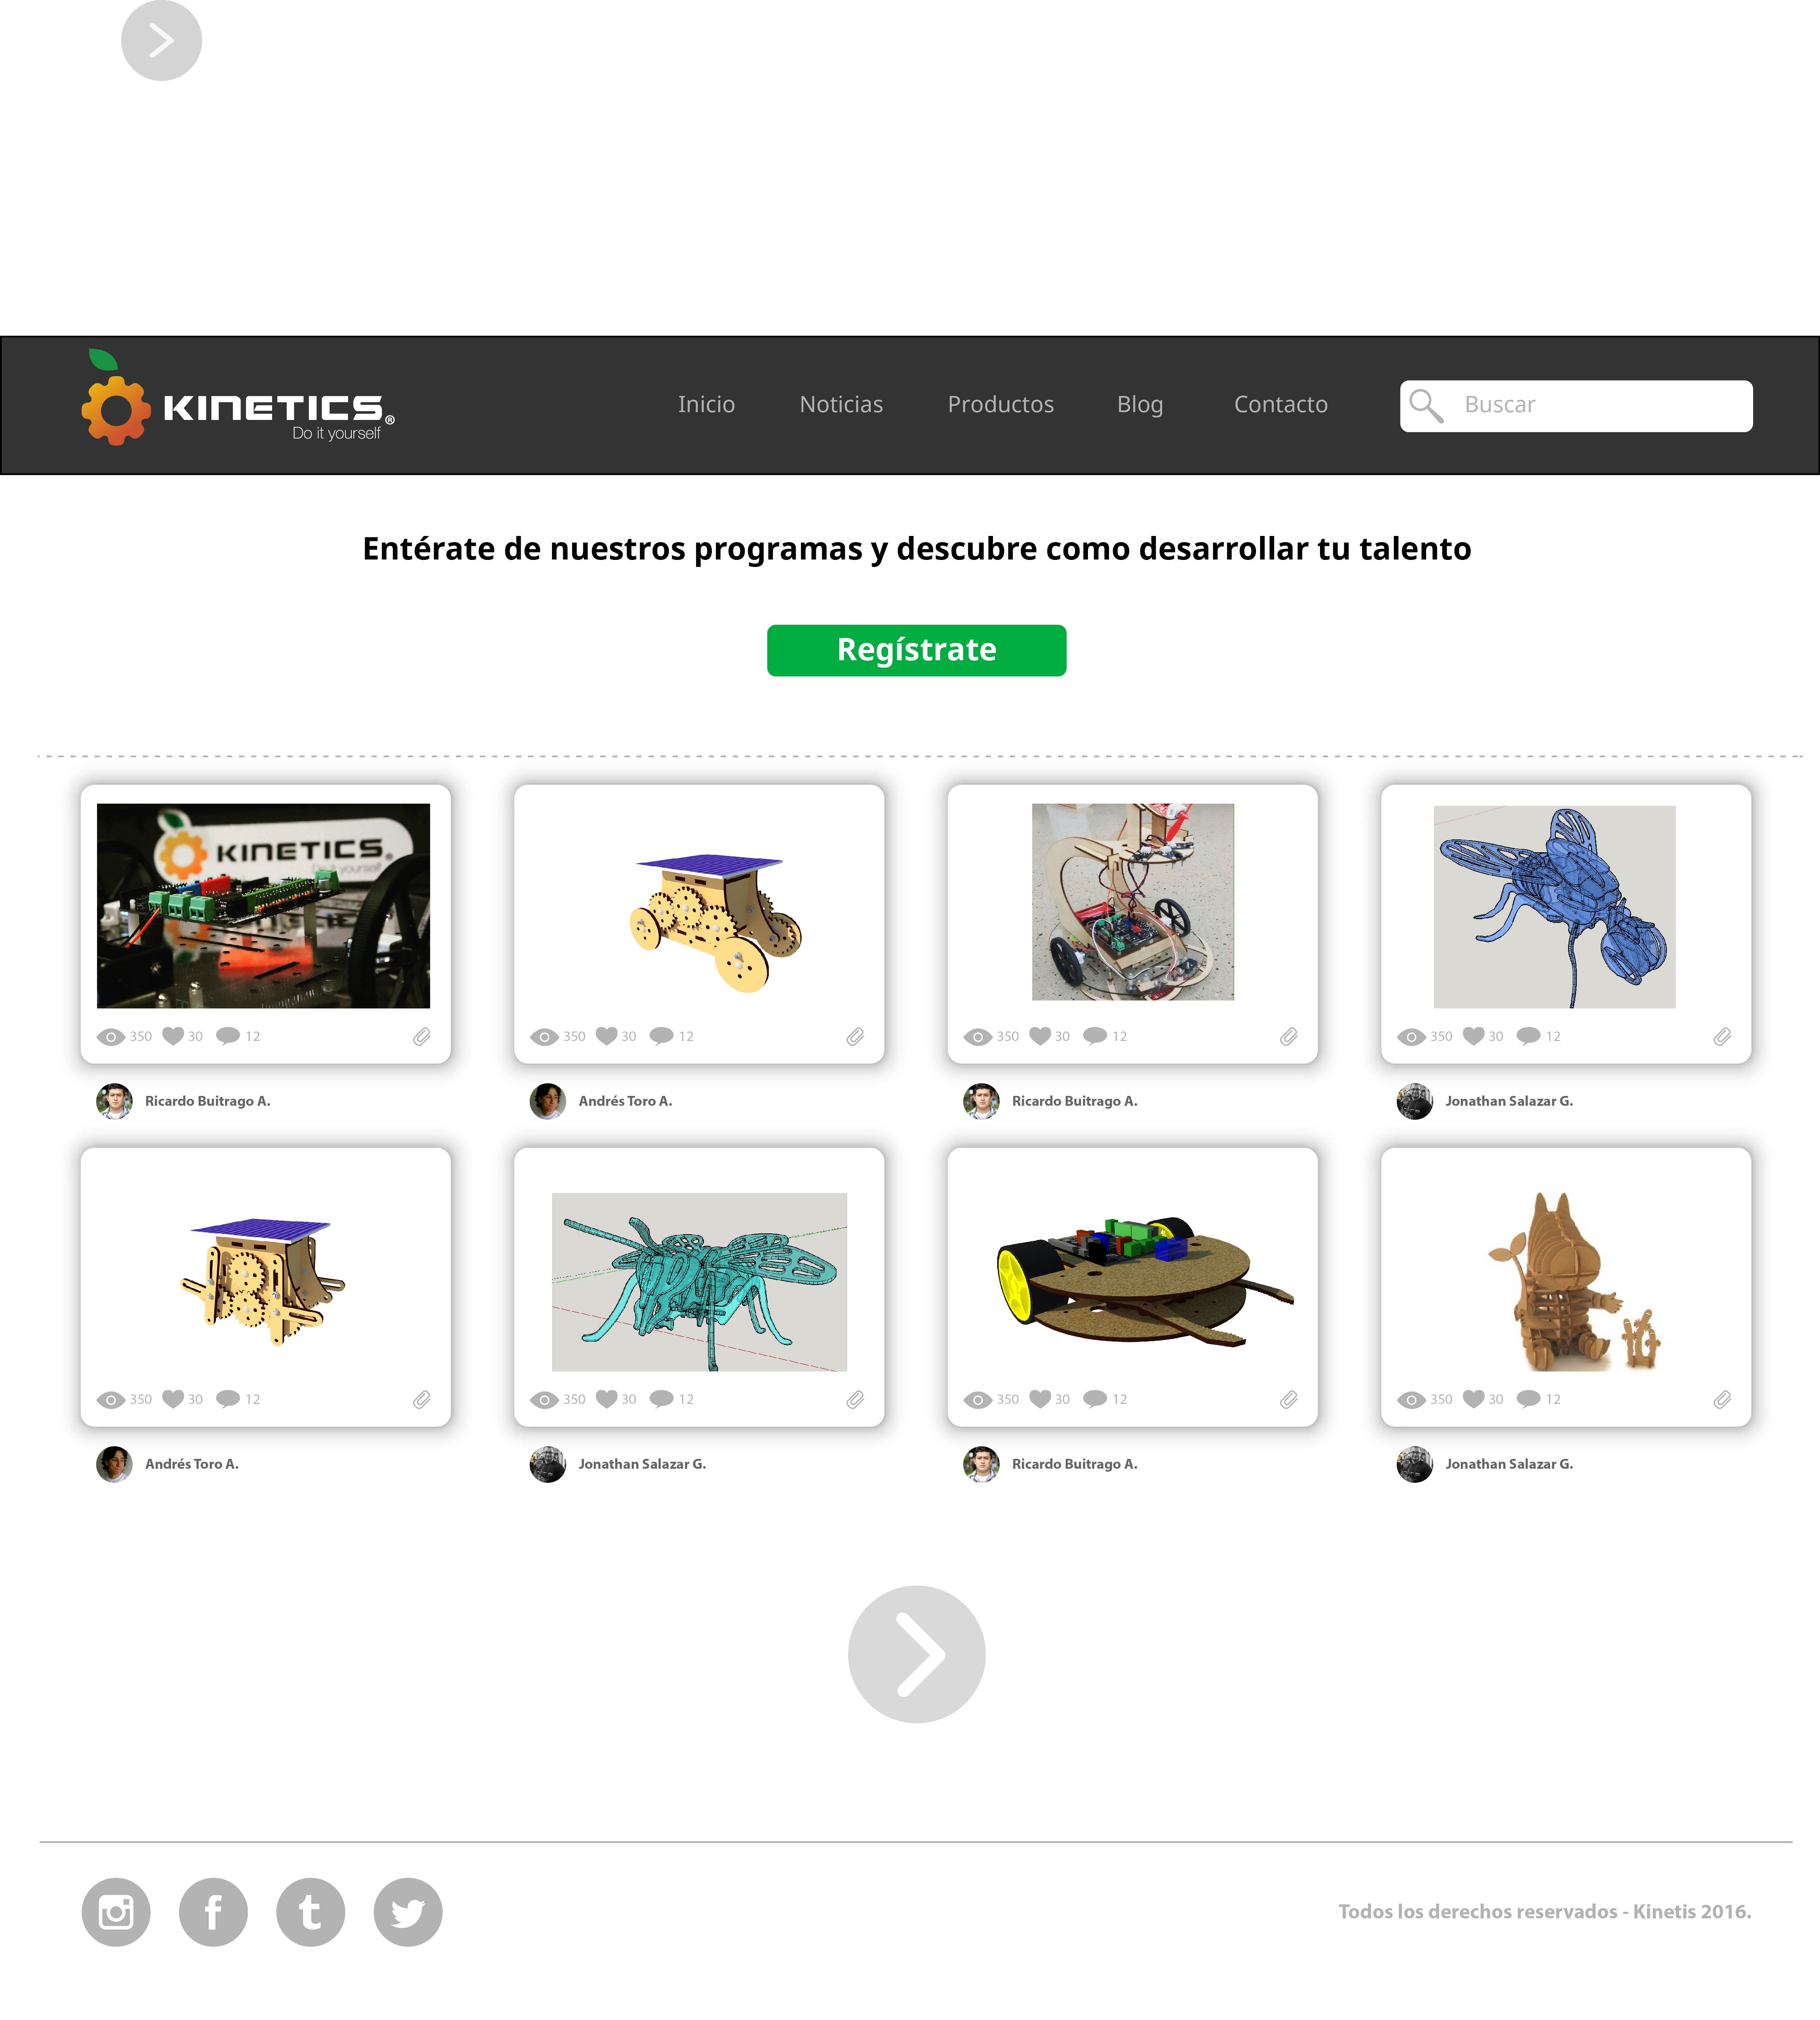 KINETICS®
Do it yourself
Inicio Noticias Productos Blog Contacto Buscar
Entérate de nuestros programas y descubre como desarrollar tu talento
Regístrate
KINETICS®
Do it yourself
350 30 12
350 30 12
350 30 12
350 30 12
Ricardo Buitrago A.
Andrés Toro A.
Ricardo Buitrago A.
Jonathan Salazar G.
350 30 12
350 30 12
350 30 12
350 30 12
Andrés Toro A.
Jonathan Salazar G.
Ricardo Buitrago A.
Jonathan Salazar G.
Todos los derechos reservados - Kinetis 2016.